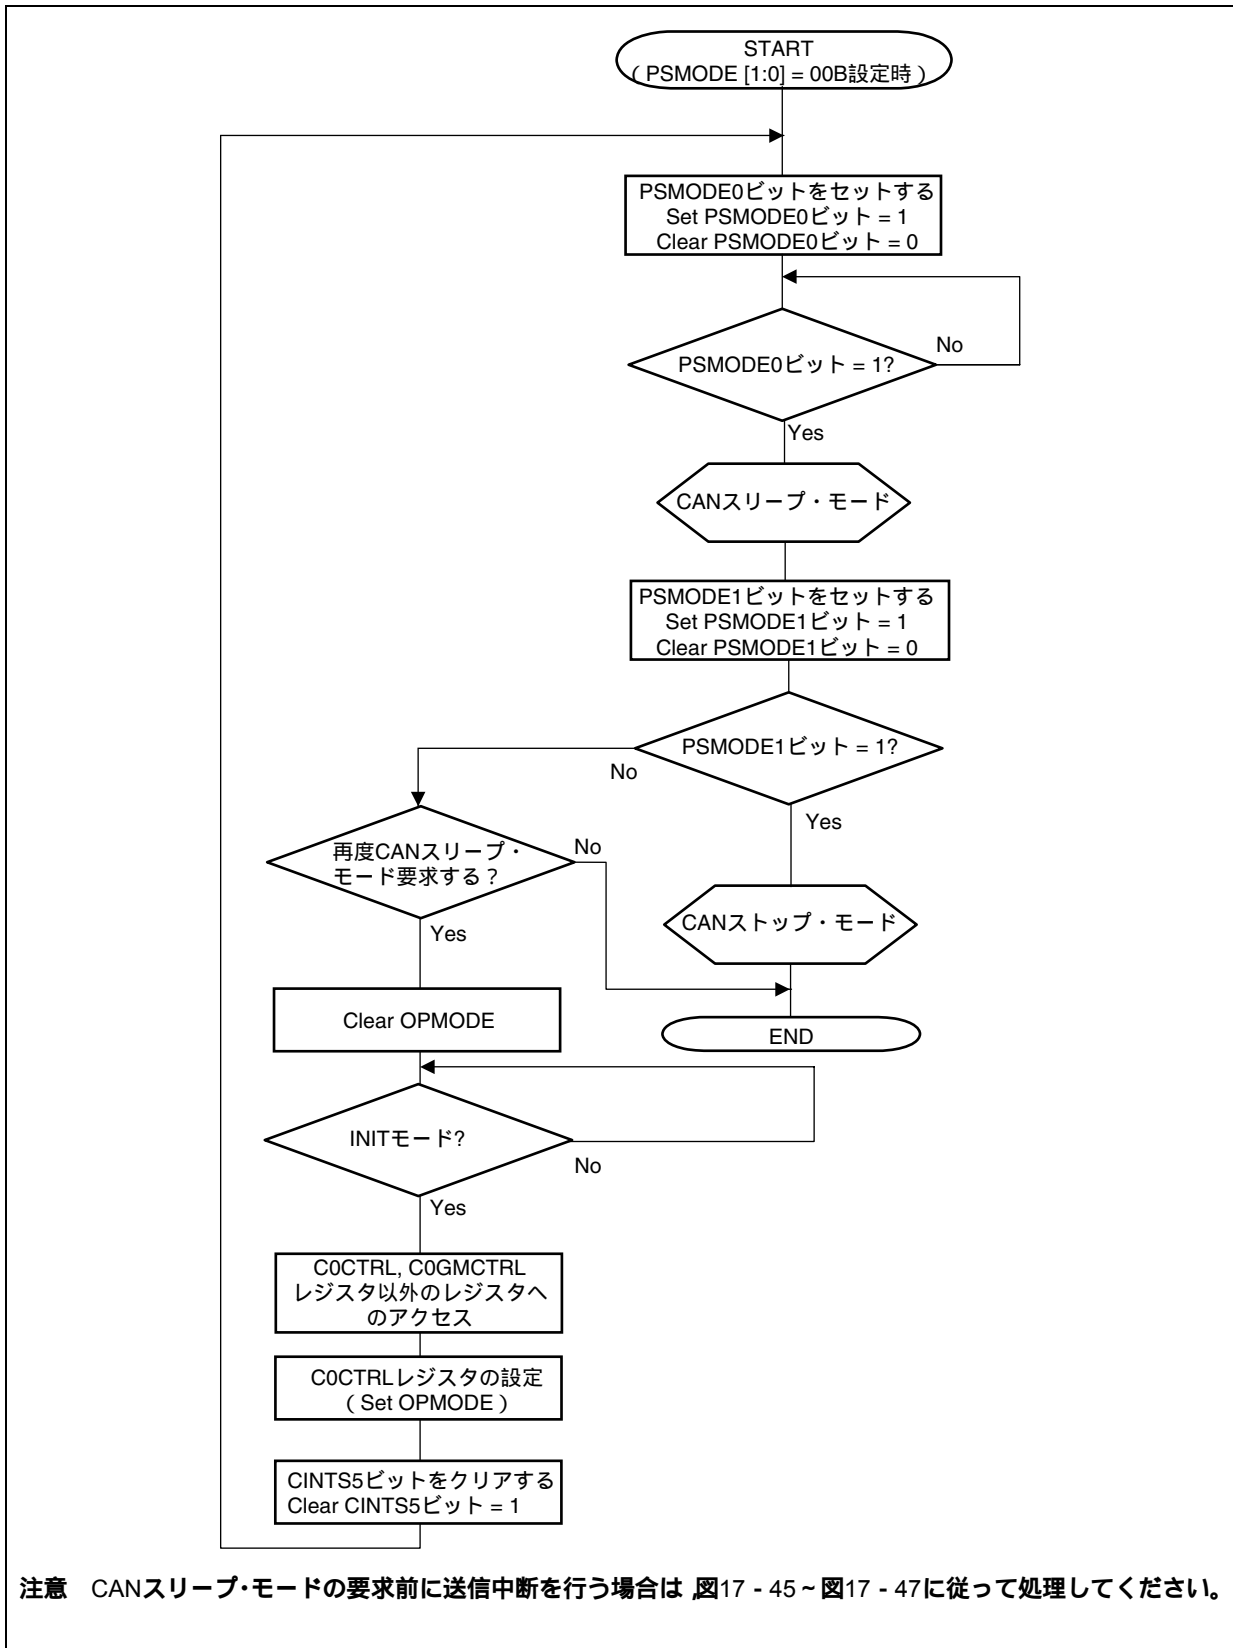 START
( PSMODE [1:0] = 00B設定時 )
PSMODE0ビットをセットする
Set PSMODE0ビット = 1
Clear PSMODE0ビット = 0
PSMODE0ビット = 1?
No
Yes
CANスリープ・モード
PSMODE1ビットをセットする
Set PSMODE1ビット = 1
Clear PSMODE1ビット = 0
PSMODE1ビット = 1?
No
Yes
再度CANスリープ・
モード要求する？
No
Yes
CANストップ・モード
Clear OPMODE
END
INITモード?
No
Yes
C0CTRL, C0GMCTRL
レジスタ以外のレジスタへ
のアクセス
C0CTRLレジスタの設定
( Set OPMODE )
CINTS5ビットをクリアする
Clear CINTS5ビット = 1
注意 CANスリープ・モードの要求前に送信中断を行う場合は,図17 - 45 ~ 図17 - 47に従って処理してください。